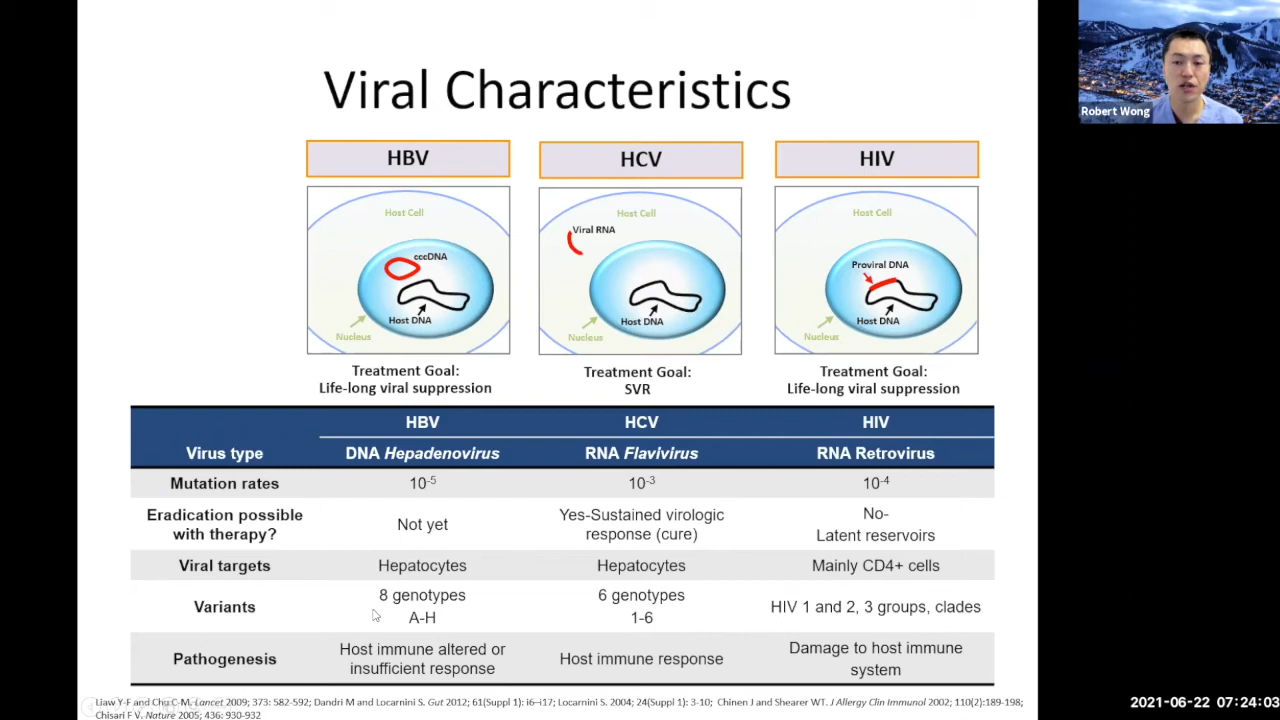 Viral Characteristics
Robert Wong
HBV
HCV
HIV
Host Cell
cccDNA
Host DNA
Nucleus
Host Cell
Viral RNA
Host DNA
Nucleus
Host Cell
Proviral DNA
Host DNA
Nucleus
Treatment Goal:
Life-long viral suppression
Treatment Goal:
SVR
Treatment Goal:
Life-long viral suppression
HBV HCV HIV
Virus type DNA Hepadenovirus RNA Flavivirus RNA Retrovirus
Mutation rates 10-5 10-3 10-4
Eradication possible
with therapy?
Not yet
Yes-Sustained virologic
response (cure)
No-
Latent reservoirs
Viral targets Hepatocytes Hepatocytes Mainly CD4+ cells
Variants
8 genotypes
A-H
6 genotypes
1-6
HIV 1 and 2, 3 groups, clades
Pathogenesis
Host immune altered or
insufficient response
Host immune response
Damage to host immune
system
Liaw Y-F and Chu C-M. Lancet 2009; 373: 582-592; Dandri M and Locarnini S. Gut 2012; 61(Suppl 1): i6-i17; Locarnini S. 2004; 24(Suppl 1): 3-10; Chinen J and Shearer WT. J Allergy Clin Immunol 2002; 110(2):189-198;
Chisari F V. Nature 2005; 436: 930-932
2021-06-22 07:24:03